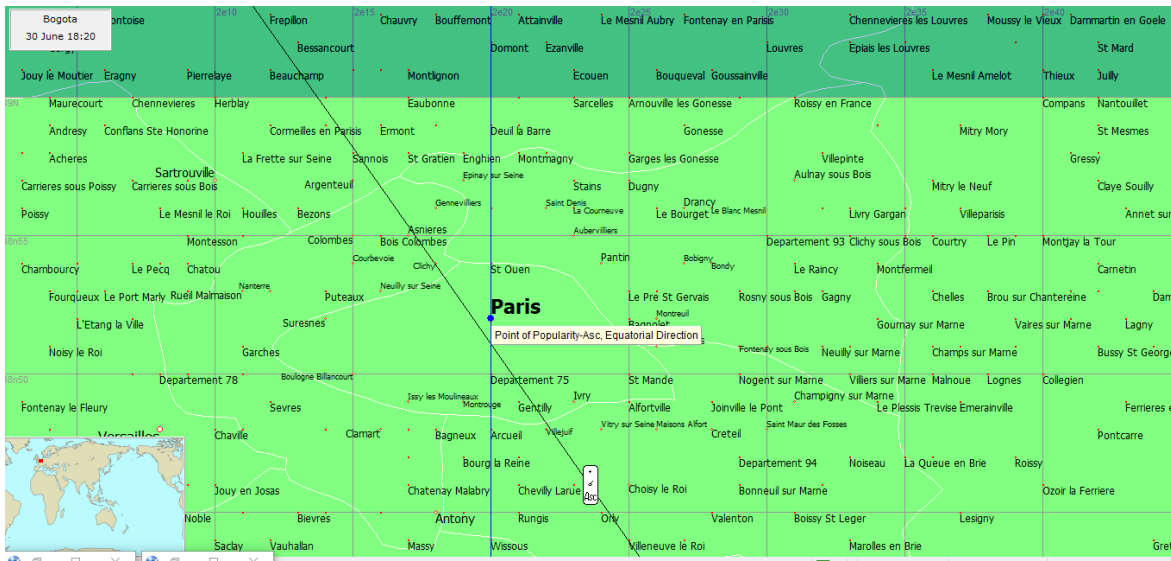 Bogota
30 June 18:20
2e10 2e15 2e20 2e25 2e30 2e35 2e40
Frepillon Chauvry Bouffemont Attainville Le Mesnil Aubry Fontenay en Parisis Chennevieres les Louvres Moussy le Vieux Dammartin en Goele
Bessancourt Domont Ezanville Louvres Epiais les Louvres St Mard
Jouy le Moutier Eragny Pierrelaye Beauchamp Montlignon Ecouen Bouqueval Goussainville Le Mesnil Amelot Thieux Juilly
49N Maurecourt Chennevieres Herblay Eaubonne Sarcelles Arnouville les Gonesse Roissy en France Compans Nantouillet
Andresy Conflans Ste Honorine Cormeilles en Parisis Ermont Deuil la Barre Gonesse Mitry Mory St Mesmes
Acheres La Frette sur Seine Sannois St Gratien Enghien Montmagny Garges les Gonesse Villepinte Gressy
Sartrouville Epinay sur Seine Aulnay sous Bois
Carrieres sous Poissy Carrieres sous Bois Argenteuil Stains Dugny Mitry le Neuf Claye Souilly
Gennevilliers Saint Denis Drancy
Poissy Le Mesnil le Roi Houilles Bezons La Courneuve Le Bourget Le Blanc Mesnil Livry Gargan Villeparisis Annet sur
Asnieres Aubervilliers
48n55 Montesson Colombes Bois Colombes Departement 93 Clichy sous Bois Courtry Le Pin Montjay la Tour
Courbevoie Clichy Pantin Bobigny Bondy
Chambourcy Le Pecq Chatou St Ouen Le Raincy Montfermeil Carnetin
Nanterre Neuilly sur Seine
Fourqueux Le Port Marly Rueil Malmaison Puteaux Paris Le Pré St Gervais Rosny sous Bois Gagny Chelles Brou sur Chantereine Dam
Montreuil
L'Etang la Ville Suresnes Bagnolet Gournay sur Marne Vaires sur Marne Lagny
Point of Popularity-Asc, Equatorial Direction
Noisy le Roi Garches Fontenay sous Bois Neuilly sur Marne Champs sur Marne Bussy St George
48n50 Departement 78 Boulogne Billancourt Departement 75 St Mande Nogent sur Marne Villiers sur Marne Malnoue Lognes Collegien
Issy les Moulineaux Ivry Champigny sur Marne
Fontenay le Fleury Sevres Montrouge Gentilly Alfortville Joinville le Pont Le Plessis Trevise Emerainville Ferrieres e
Versailles Chaville Clamart Bagneux Arcueil Villejuif Vitry sur Seine Maisons Alfort Creteil Saint Maur des Fosses Pontcarre
Bourg la Reine Departement 94 Noiseau La Queue en Brie Roissy
Jouy en Josas Chatenay Malabry Chevilly Larue Asc Choisy le Roi Bonneuil sur Marne Ozoir la Ferriere
Noble Bievres Antony Rungis Orly Valenton Boissy St Leger Lesigny
Saclay Vauhallan Massy Wissous Villeneuve le Roi Marolles en Brie Gret